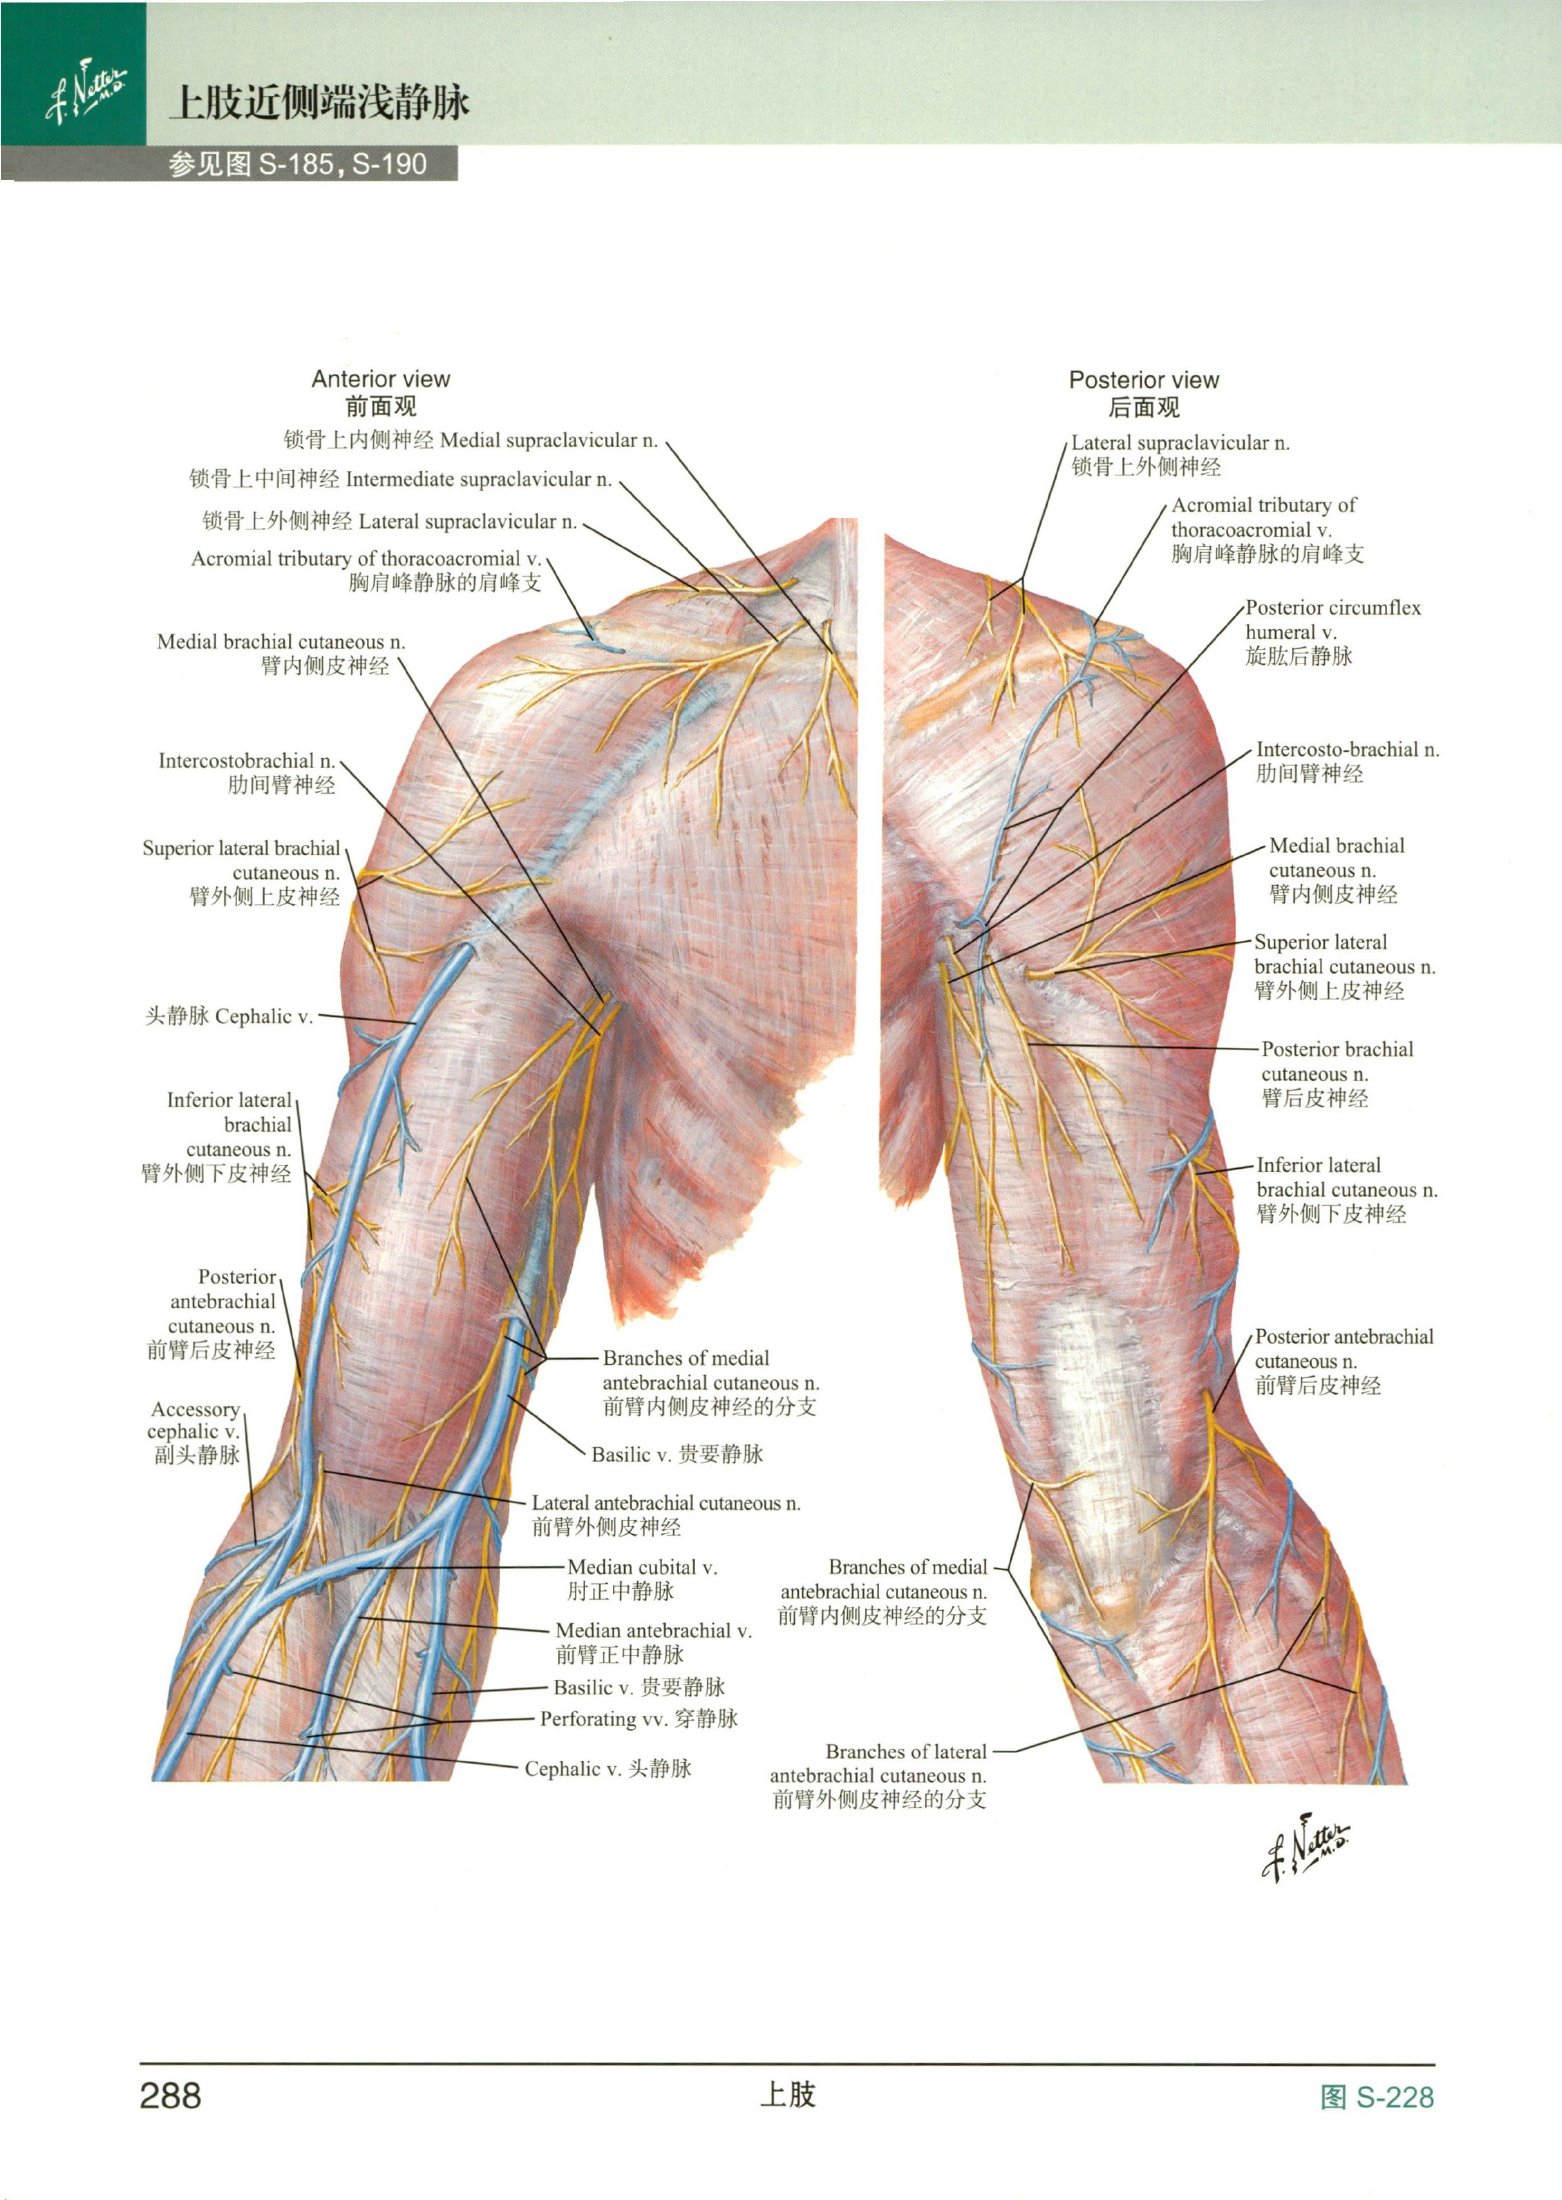 F. Netter M.D.
上肢近侧端浅静脉
参见图 S-185, S-190
Anterior view
前面观
锁骨上内侧神经 Medial supraclavicular n.
锁骨上中间神经 Intermediate supraclavicular n.
锁骨上外侧神经 Lateral supraclavicular n.
Acromial tributary of thoracoacromial v.
胸肩峰静脉的肩峰支
Medial brachial cutaneous n.
臂内侧皮神经
Intercostobrachial n.
肋间臂神经
Superior lateral brachial
cutaneous n.
臂外侧上皮神经
头静脉 Cephalic v.
Inferior lateral
brachial
cutaneous n.
臂外侧下皮神经
Posterior
antebrachial
cutaneous n.
前臂后皮神经
Accessory
cephalic v.
副头静脉
Branches of medial
antebrachial cutaneous n.
前臂内侧皮神经的分支
Basilic v. 贵要静脉
Lateral antebrachial cutaneous n.
前臂外侧皮神经
Median cubital v.
肘正中静脉
Median antebrachial v.
前臂正中静脉
Basilic v. 贵要静脉
Perforating vv. 穿静脉
Cephalic v. 头静脉
Posterior view
后面观
Lateral supraclavicular n.
锁骨上外侧神经
Acromial tributary of
thoracoacromial v.
胸肩峰静脉的肩峰支
Posterior circumflex
humeral v.
旋肱后静脉
Intercosto-brachial n.
肋间臂神经
Medial brachial
cutaneous n.
臂内侧皮神经
Superior lateral
brachial cutaneous n.
臂外侧上皮神经
Posterior brachial
cutaneous n.
臂后皮神经
Inferior lateral
brachial cutaneous n.
臂外侧下皮神经
Posterior antebrachial
cutaneous n.
前臂后皮神经
Branches of medial
antebrachial cutaneous n.
前臂内侧皮神经的分支
Branches of lateral
antebrachial cutaneous n.
前臂外侧皮神经的分支
F. Netter M.D.
288
上肢
图 S-228